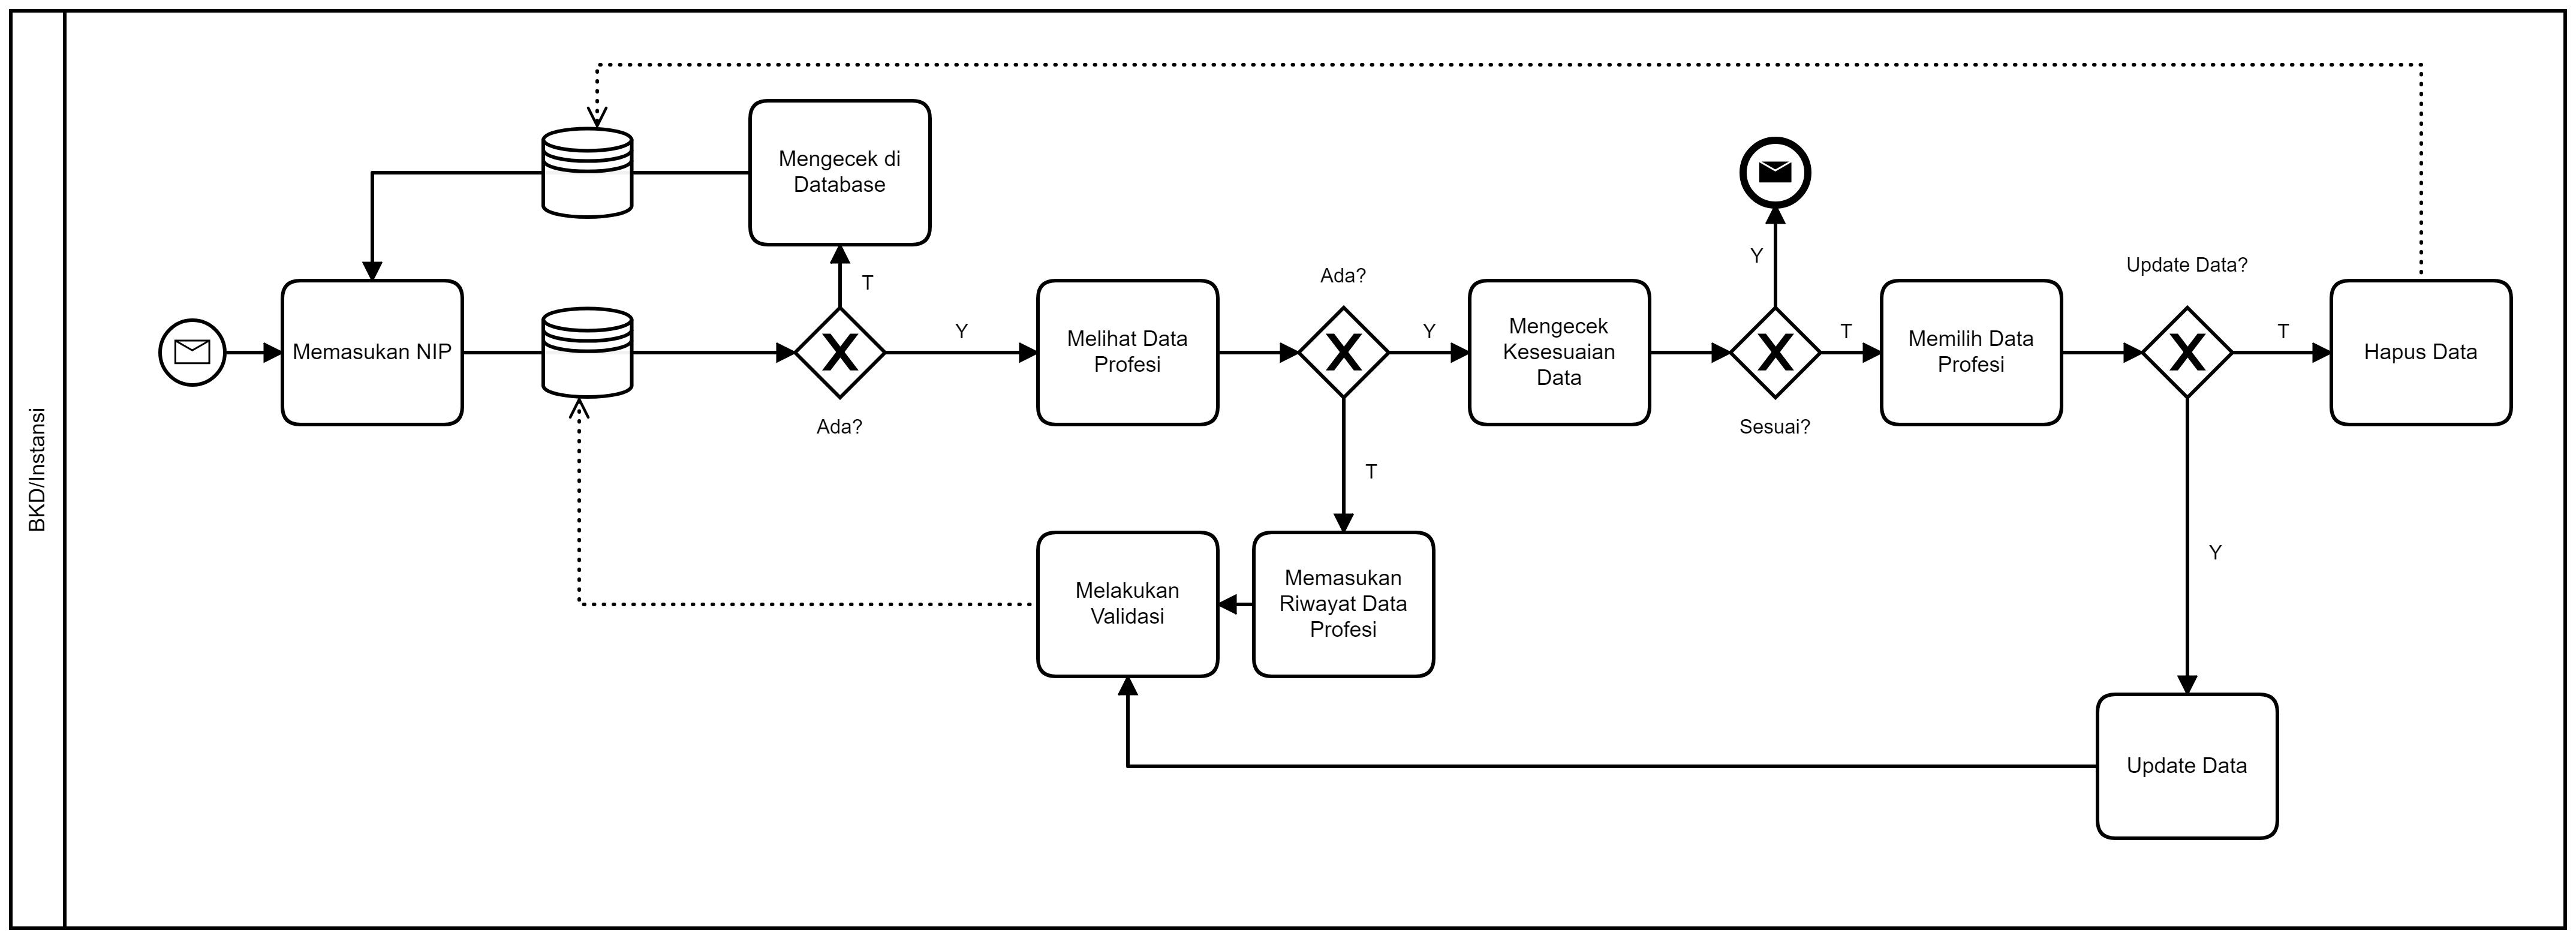 BKD/Instansi
Mengecek di
Database
Memasukan NIP
T
Ada?
Y
Melihat Data
Profesi
Ada?
Y
T
Mengecek
Kesesuaian
Data
Y
Sesuai?
T
Memilih Data
Profesi
Update Data?
T
Hapus Data
Y
Melakukan
Validasi
Memasukan
Riwayat Data
Profesi
Update Data